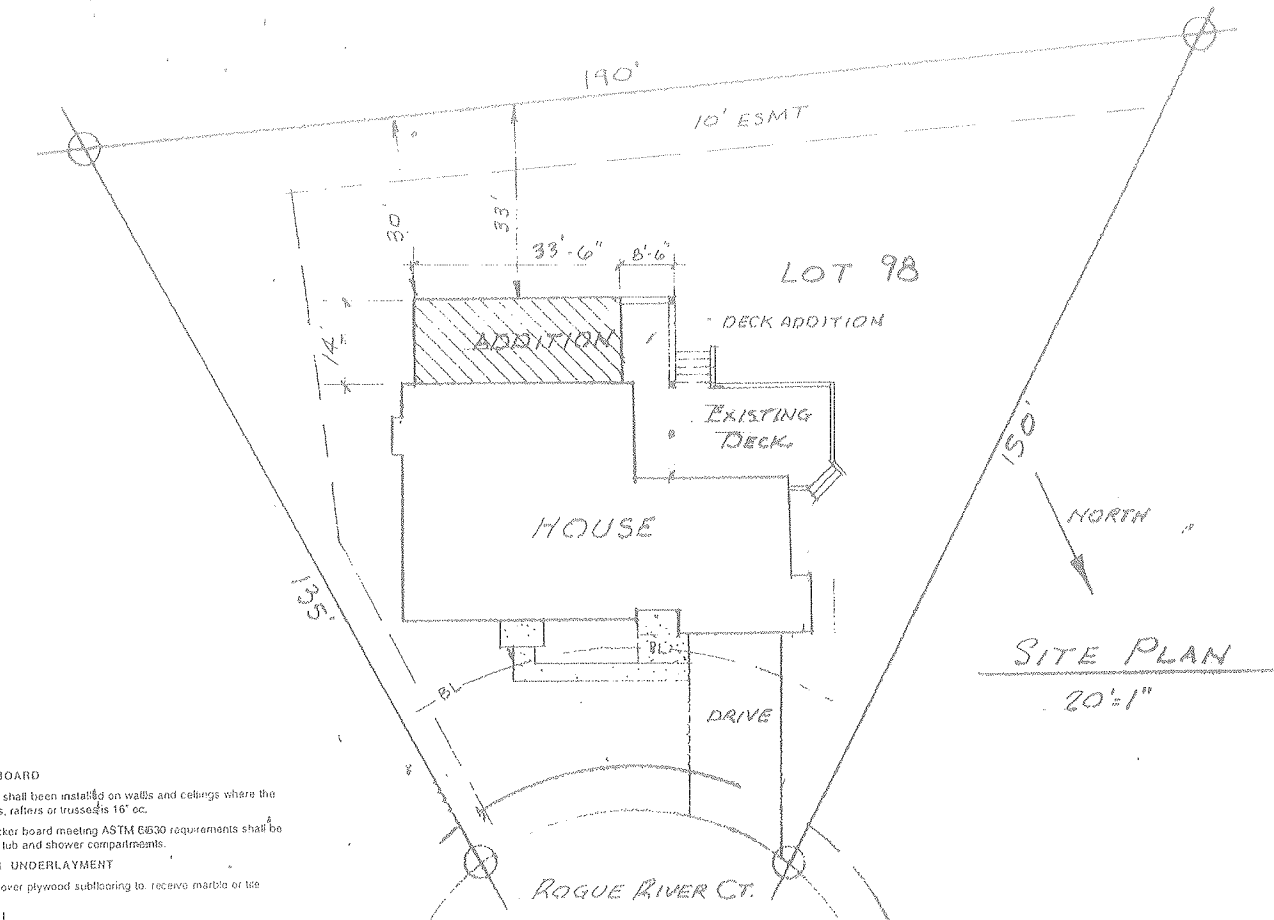 190'
10' ESMT
30'
33'
33'-6"
8'-6"
LOT 98
DECK ADDITION
14'
ADDITION
EXISTING
DECK
150'
HOUSE
NORTH
135'
BL
SITE PLAN
20'=1"
BL
DRIVE
ROGUE RIVER CT.
BOARD
shall been installed on walls and ceilings where the
rafters or trusses is 16" oc.
board meeting ASTM requirements shall be
tub and shower compartments.
UNDERLAYMENT
over plywood subflooring to receive marble or tile